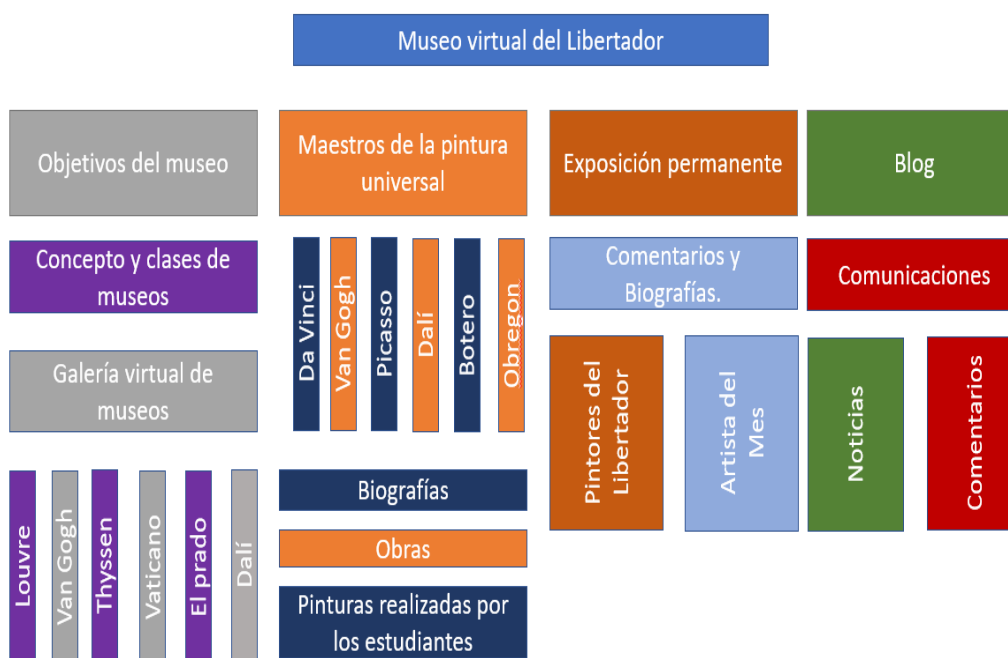 Museo virtual del Libertador
Objetivos del museo
Maestros de la pintura
universal
Exposición permanente
Blog
Concepto y clases de
museos
Da Vinci
Van Gogh
Picasso
Dalí
Botero
Obregon
Comentarios y
Biografías.
Comunicaciones
Galería virtual de
museos
Pintores del
Libertador
Artista del
Mes
Noticias
Comentarios
Louvre
Van Gogh
Thyssen
Vaticano
El prado
Dalí
Biografías
Obras
Pinturas realizadas por
los estudiantes